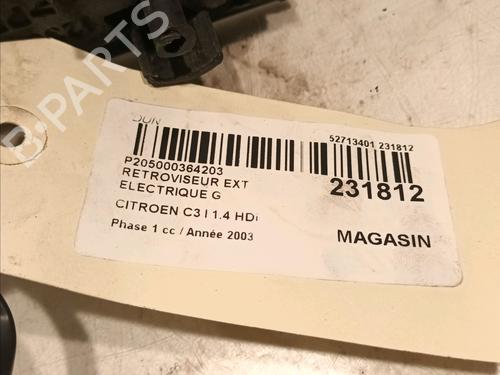 52713401 231812
P205000364203
RETROVISEUR EXT
ELECTRIQUE G
231812
CITROEN C3 I 1.4 HDi
Phase 1 cc / Année 2003
MAGASIN
B-PARTS